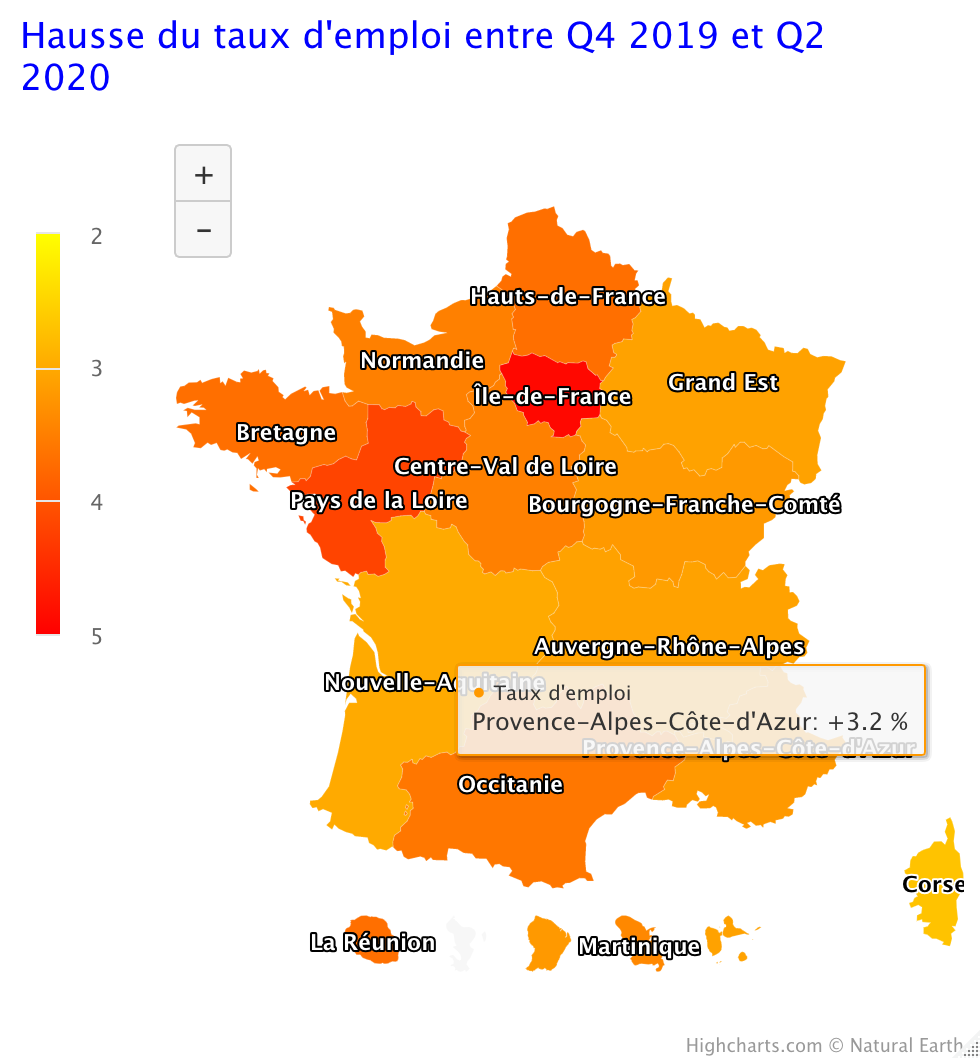 Hausse du taux d'emploi entre Q4 2019 et Q2
2020
+
−
2
3
4
5
Hauts-de-France
Normandie
Grand Est
Île-de-France
Bretagne
Centre-Val de Loire
Pays de la Loire
Bourgogne-Franche-Comté
Auvergne-Rhône-Alpes
Nouvelle-Aquitaine
● Taux d'emploi
Provence-Alpes-Côte-d'Azur: +3.2 %
Provence-Alpes-Côte-d'Azur
Occitanie
Corse
La Réunion
Martinique
Highcharts.com © Natural Earth